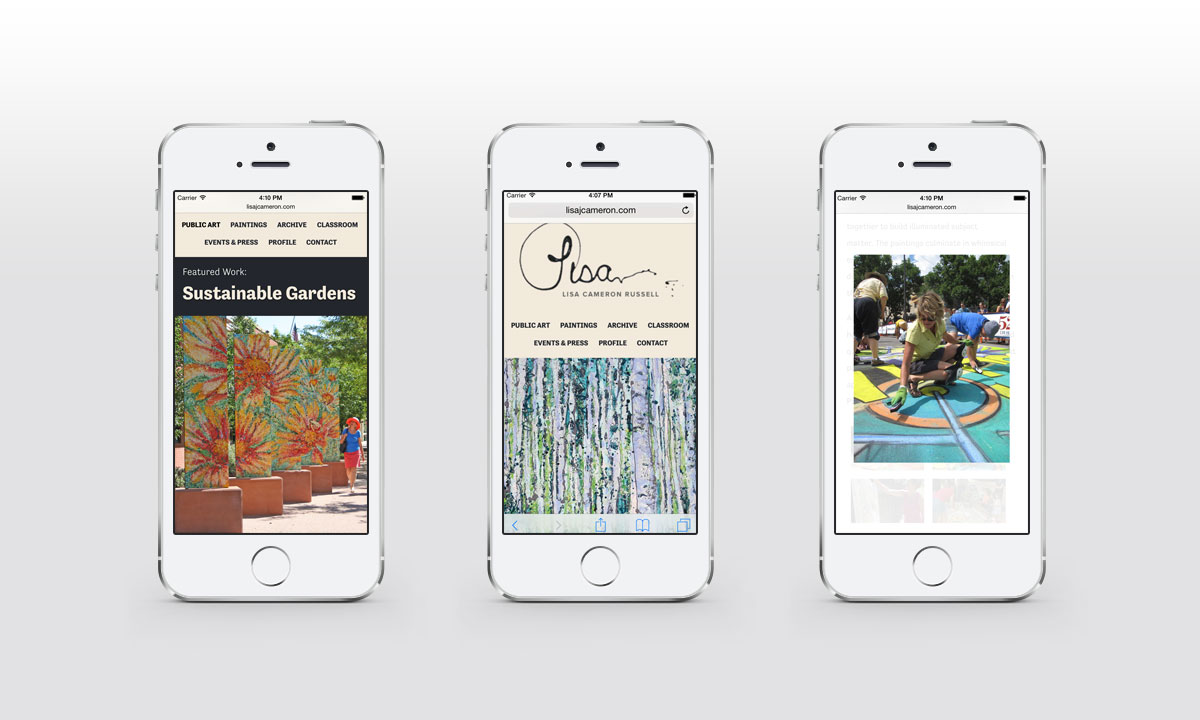 Carrier 4:10 PM
lisajcameron.com
PUBLIC ART PAINTINGS ARCHIVE CLASSROOM
EVENTS & PRESS PROFILE CONTACT
Featured Work:
Sustainable Gardens
Carrier 4:07 PM
lisajcameron.com
Lisa
LISA CAMERON RUSSELL
PUBLIC ART PAINTINGS ARCHIVE CLASSROOM
EVENTS & PRESS PROFILE CONTACT
Carrier 4:10 PM
lisajcameron.com
together to build illuminated subject
matter. The paintings culminate in whimsical